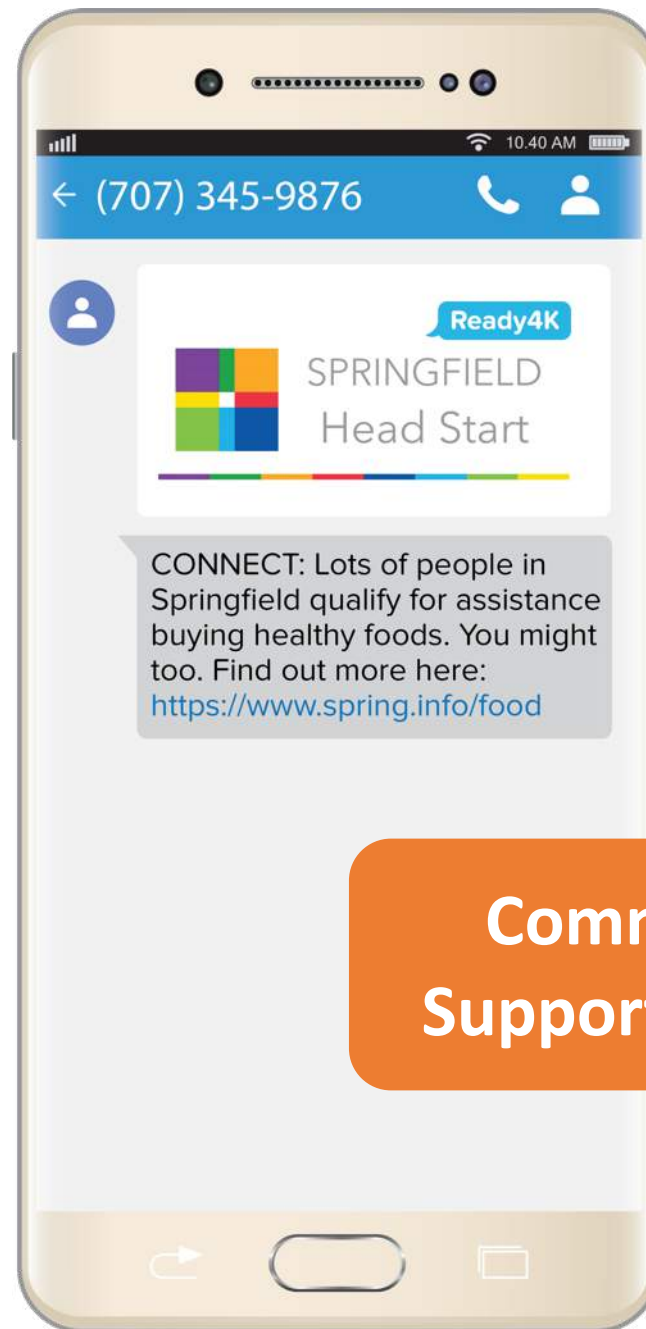 10.40 AM
(707) 345-9876
Ready4K
SPRINGFIELD
Head Start
CONNECT: Lots of people in
Springfield qualify for assistance
buying healthy foods. You might
too. Find out more here:
https://www.spring.info/food